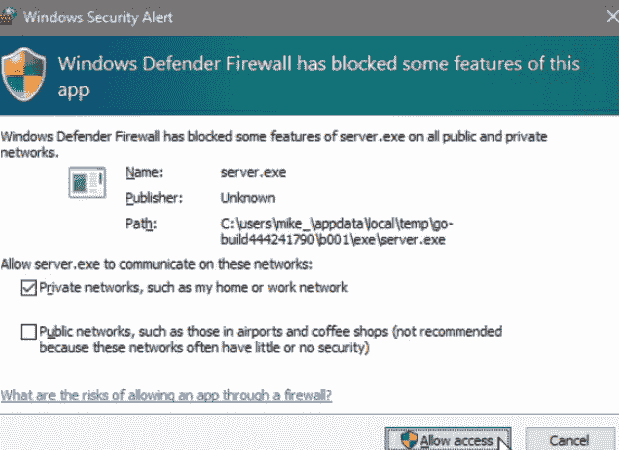 Windows Security Alert
Windows Defender Firewall has blocked some features of this
app
Windows Defender Firewall has blocked some features of server.exe on all public and private
networks.
Name: server.exe
Publisher: Unknown
Path: C:\users\mike_\appdata\local\temp\go-
build444241790\b001\exe\server.exe
Allow server.exe to communicate on these networks:
Private networks, such as my home or work network
Public networks, such as those in airports and coffee shops (not recommended
because these networks often have little or no security)
What are the risks of allowing an app through a firewall?
Allow access Cancel